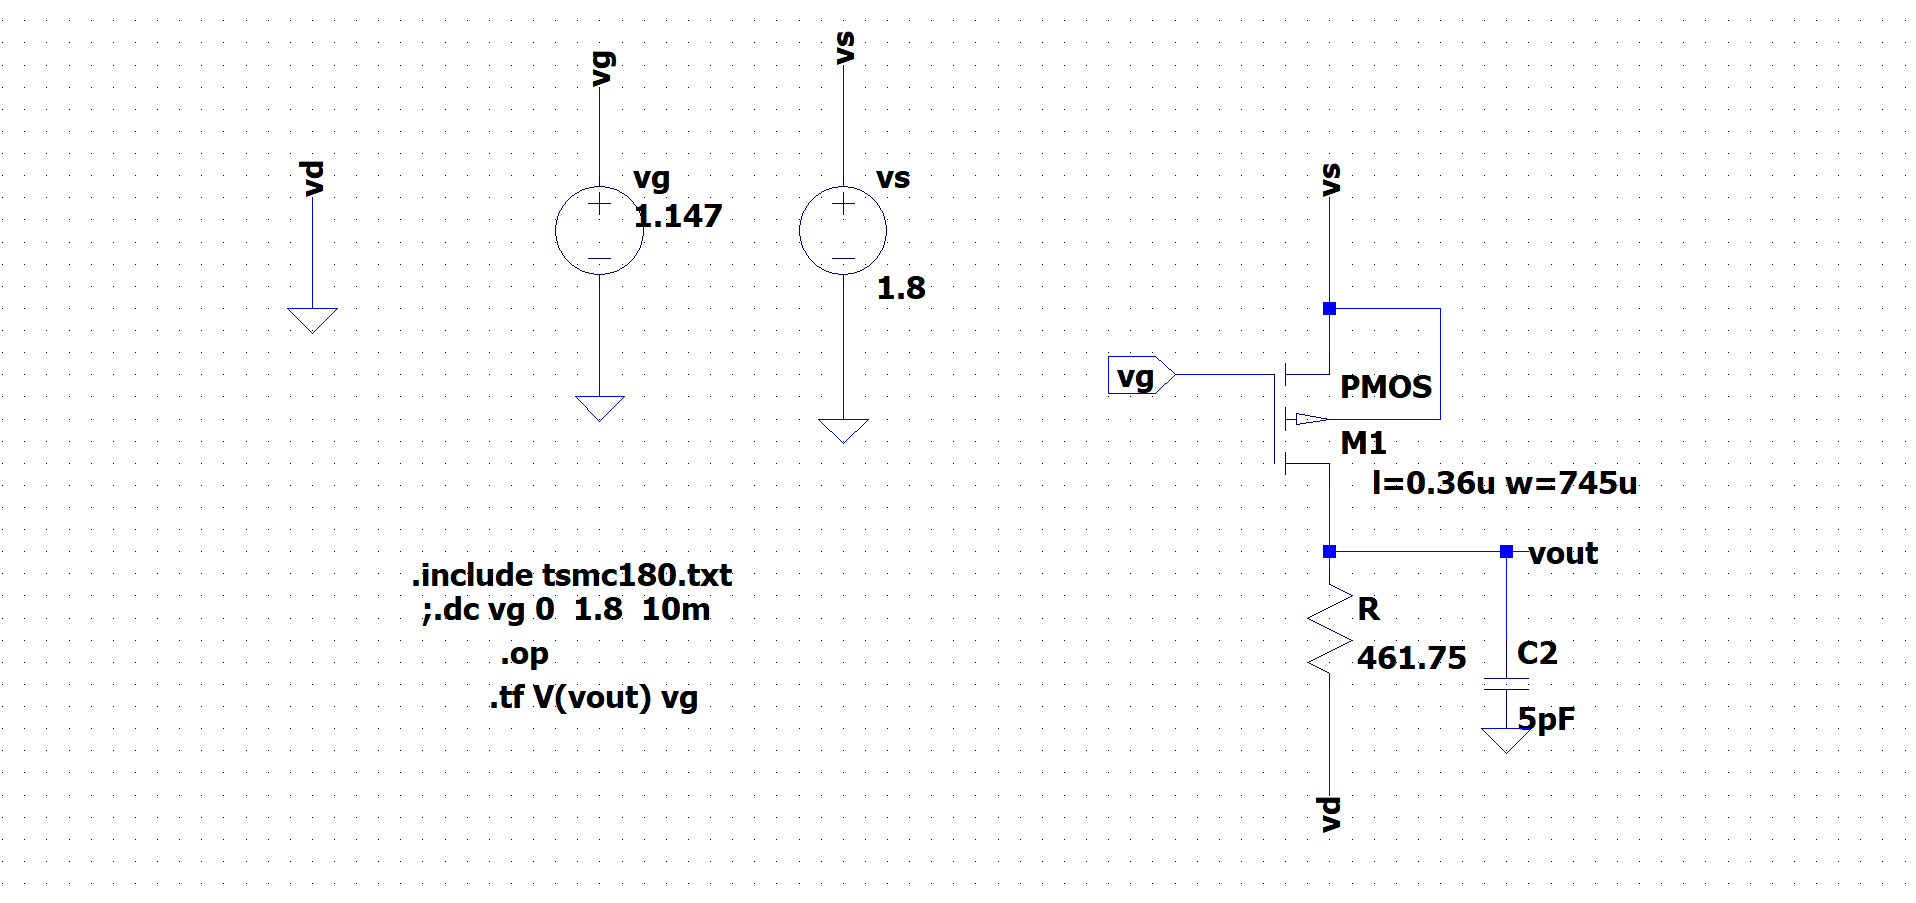 vd
vg
vg
1.147
vs
vs
1.8
vs
vg
PMOS
M1
l=0.36u w=745u
vout
R
461.75
C2
5pF
vd
.include tsmc180.txt
;.dc vg 0 1.8 10m
.op
.tf V(vout) vg